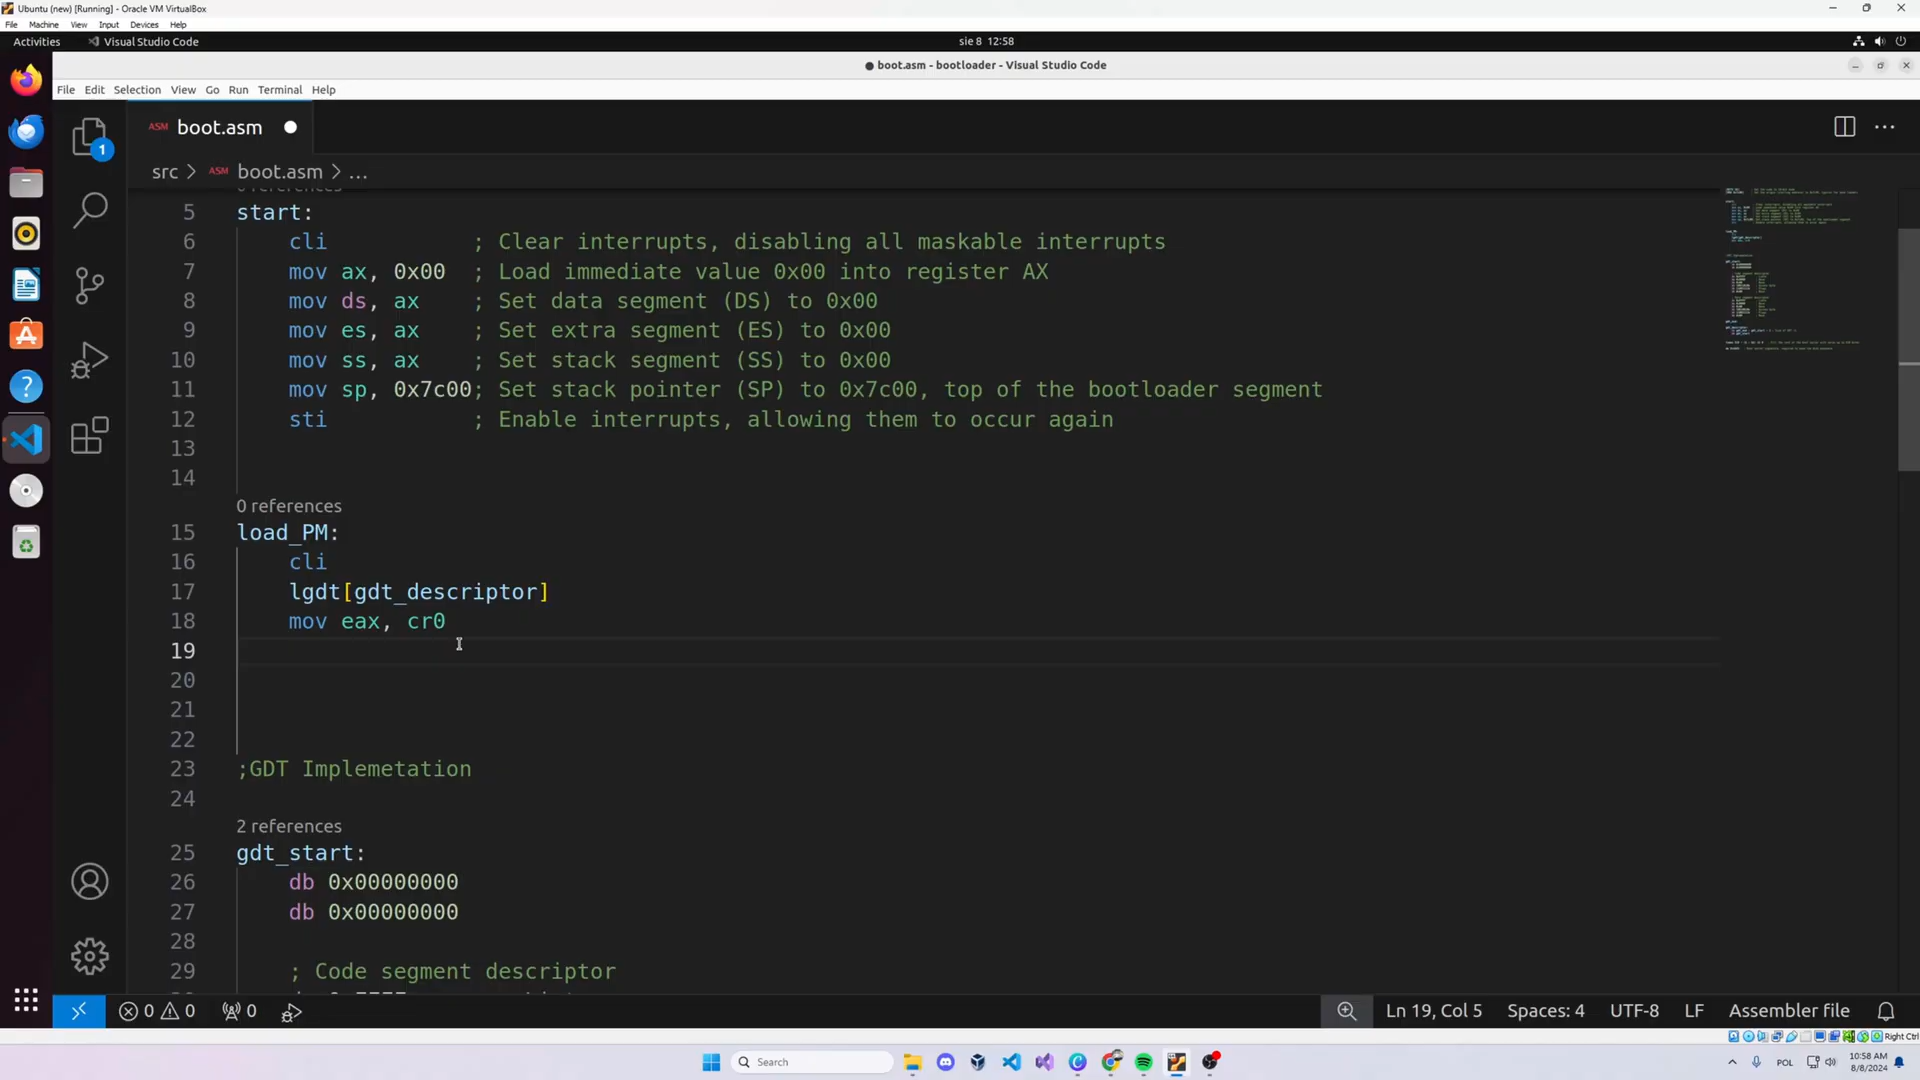 Ubuntu (new) [Running] - Oracle VM VirtualBox
File Machine View Input Devices Help
Activities Visual Studio Code sie 8 12:58
● boot.asm - bootloader - Visual Studio Code
File Edit Selection View Go Run Terminal Help
1
ASM boot.asm ●
src > ASM boot.asm > ...
5 start:
6 cli ; Clear interrupts, disabling all maskable interrupts
7 mov ax, 0x00 ; Load immediate value 0x00 into register AX
8 mov ds, ax ; Set data segment (DS) to 0x00
9 mov es, ax ; Set extra segment (ES) to 0x00
10 mov ss, ax ; Set stack segment (SS) to 0x00
11 mov sp, 0x7c00; Set stack pointer (SP) to 0x7c00, top of the bootloader segment
12 sti ; Enable interrupts, allowing them to occur again
13
14
0 references
15 load_PM:
16 cli
17 lgdt[gdt_descriptor]
18 mov eax, cr0
19
20
21
22
23 ;GDT Implemetation
24
2 references
25 gdt_start:
26 db 0x00000000
27 db 0x00000000
28
29 ; Code segment descriptor
0 0 0 Ln 19, Col 5 Spaces: 4 UTF-8 LF Assembler file
Right Ctrl
Search POL 10:58 AM
8/8/2024